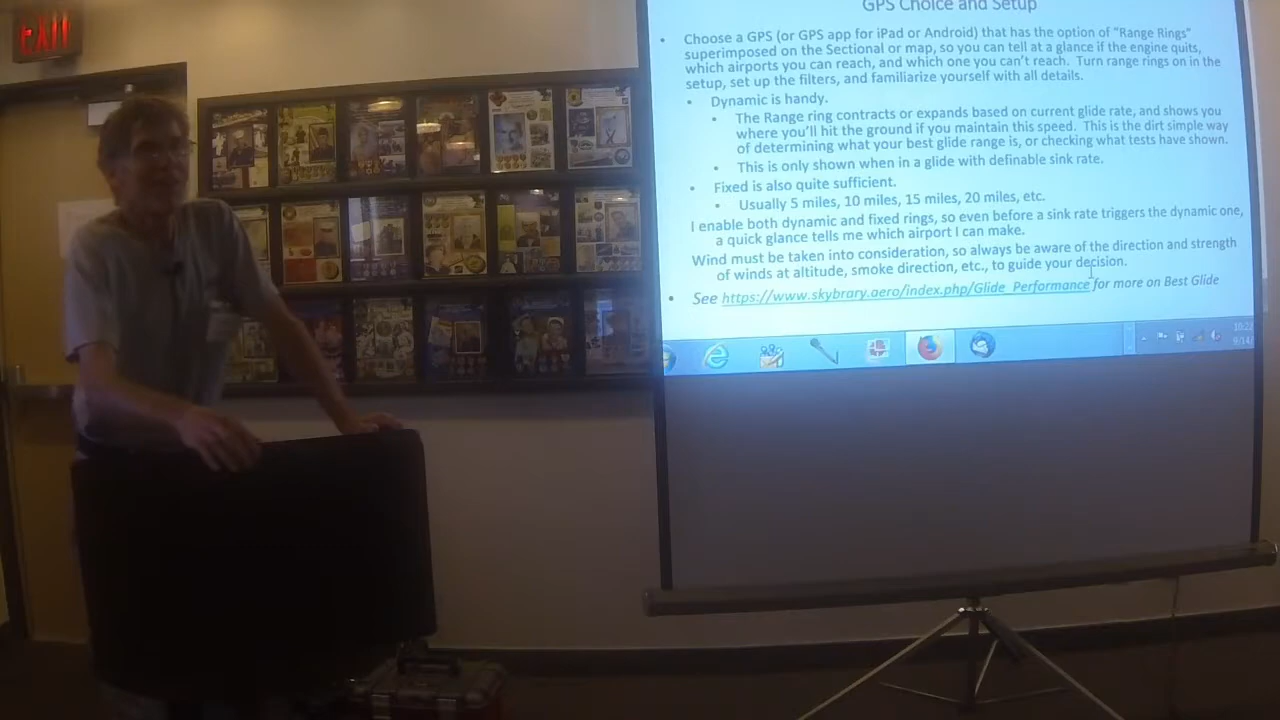 EXIT
GPS Choice and Setup
• Choose a GPS (or GPS app for iPad or Android) that has the option of “Range Rings”
superimposed on the Sectional or map, so you can tell at a glance if the engine quits,
which airports you can reach, and which one you can’t reach. Turn range rings on in the
setup, set up the filters, and familiarize yourself with all details.
• Dynamic is handy.
• The Range ring contracts or expands based on current glide rate, and shows you
where you’ll hit the ground if you maintain this speed. This is the dirt simple way
of determining what your best glide range is, or checking what tests have shown.
• This is only shown when in a glide with definable sink rate.
• Fixed is also quite sufficient.
• Usually 5 miles, 10 miles, 15 miles, 20 miles, etc.
I enable both dynamic and fixed rings, so even before a sink rate triggers the dynamic one,
a quick glance tells me which airport I can make.
Wind must be taken into consideration, so always be aware of the direction and strength
of winds at altitude, smoke direction, etc., to guide your decision.
• See https://www.skybrary.aero/index.php/Glide_Performance for more on Best Glide